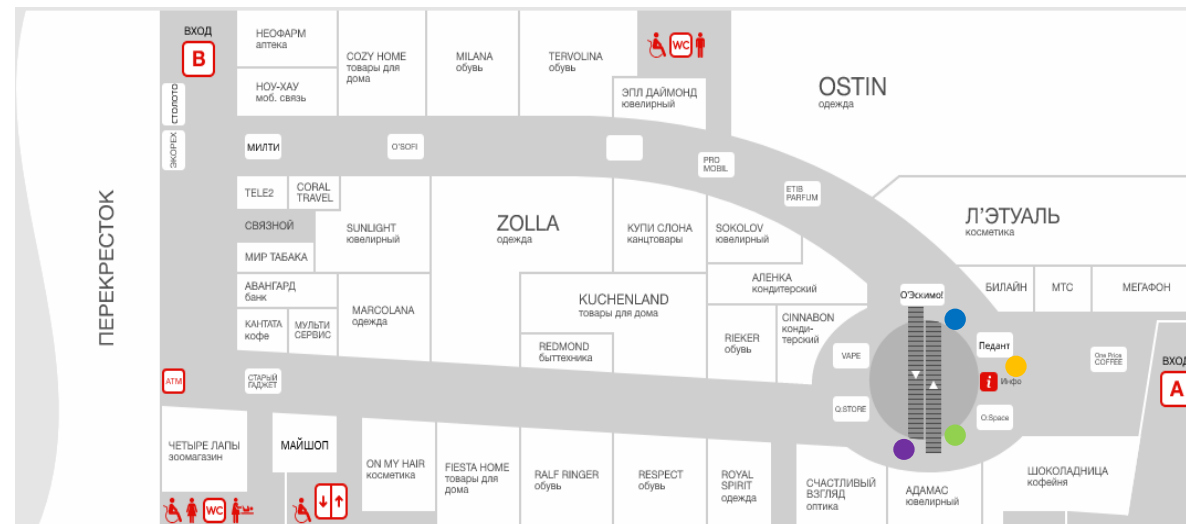 ВХОД
B
НЕОФАРМ
аптека
НОУ-ХАУ
моб. связь
COZY HOME
товары для
дома
MILANA
обувь
TERVOLINA
обувь
WC
ЭПЛ ДАЙМОНД
ювелирный
OSTIN
одежда
СТОЛОТО
ЭКОРЕХ
МИЛТИ
O'SOFI
PRO
MOBIL
ETIB
PARFUM
ПЕРЕКРЕСТОК
TELE2
CORAL
TRAVEL
СВЯЗНОЙ
МИР ТАБАКА
SUNLIGHT
ювелирный
ZOLLA
одежда
КУПИ СЛОНА
канцтовары
SOKOLOV
ювелирный
Л'ЭТУАЛЬ
косметика
АВАНГАРД
банк
КАНТАТА
кофе
МУЛЬТИ
СЕРВИС
MARCOLANA
одежда
KUCHENLAND
товары для дома
REDMOND
быттехника
АЛЕНКА
кондитерский
RIEKER
обувь
CINNABON
конди-
терский
О'Эскимо!
БИЛАЙН
МТС
МЕГАФОН
VAPE
Педант
One Price
COFFEE
i
Инфо
ВХОД
A
ATM
СТАРЫЙ
ГАДЖЕТ
Q:STORE
O:Space
ЧЕТЫРЕ ЛАПЫ
зоомагазин
МАЙШОП
ON MY HAIR
косметика
FIESTA HOME
товары для
дома
RALF RINGER
обувь
RESPECT
обувь
ROYAL
SPIRIT
одежда
СЧАСТЛИВЫЙ
ВЗГЛЯД
оптика
АДАМАС
ювелирный
ШОКОЛАДНИЦА
кофейня
WC